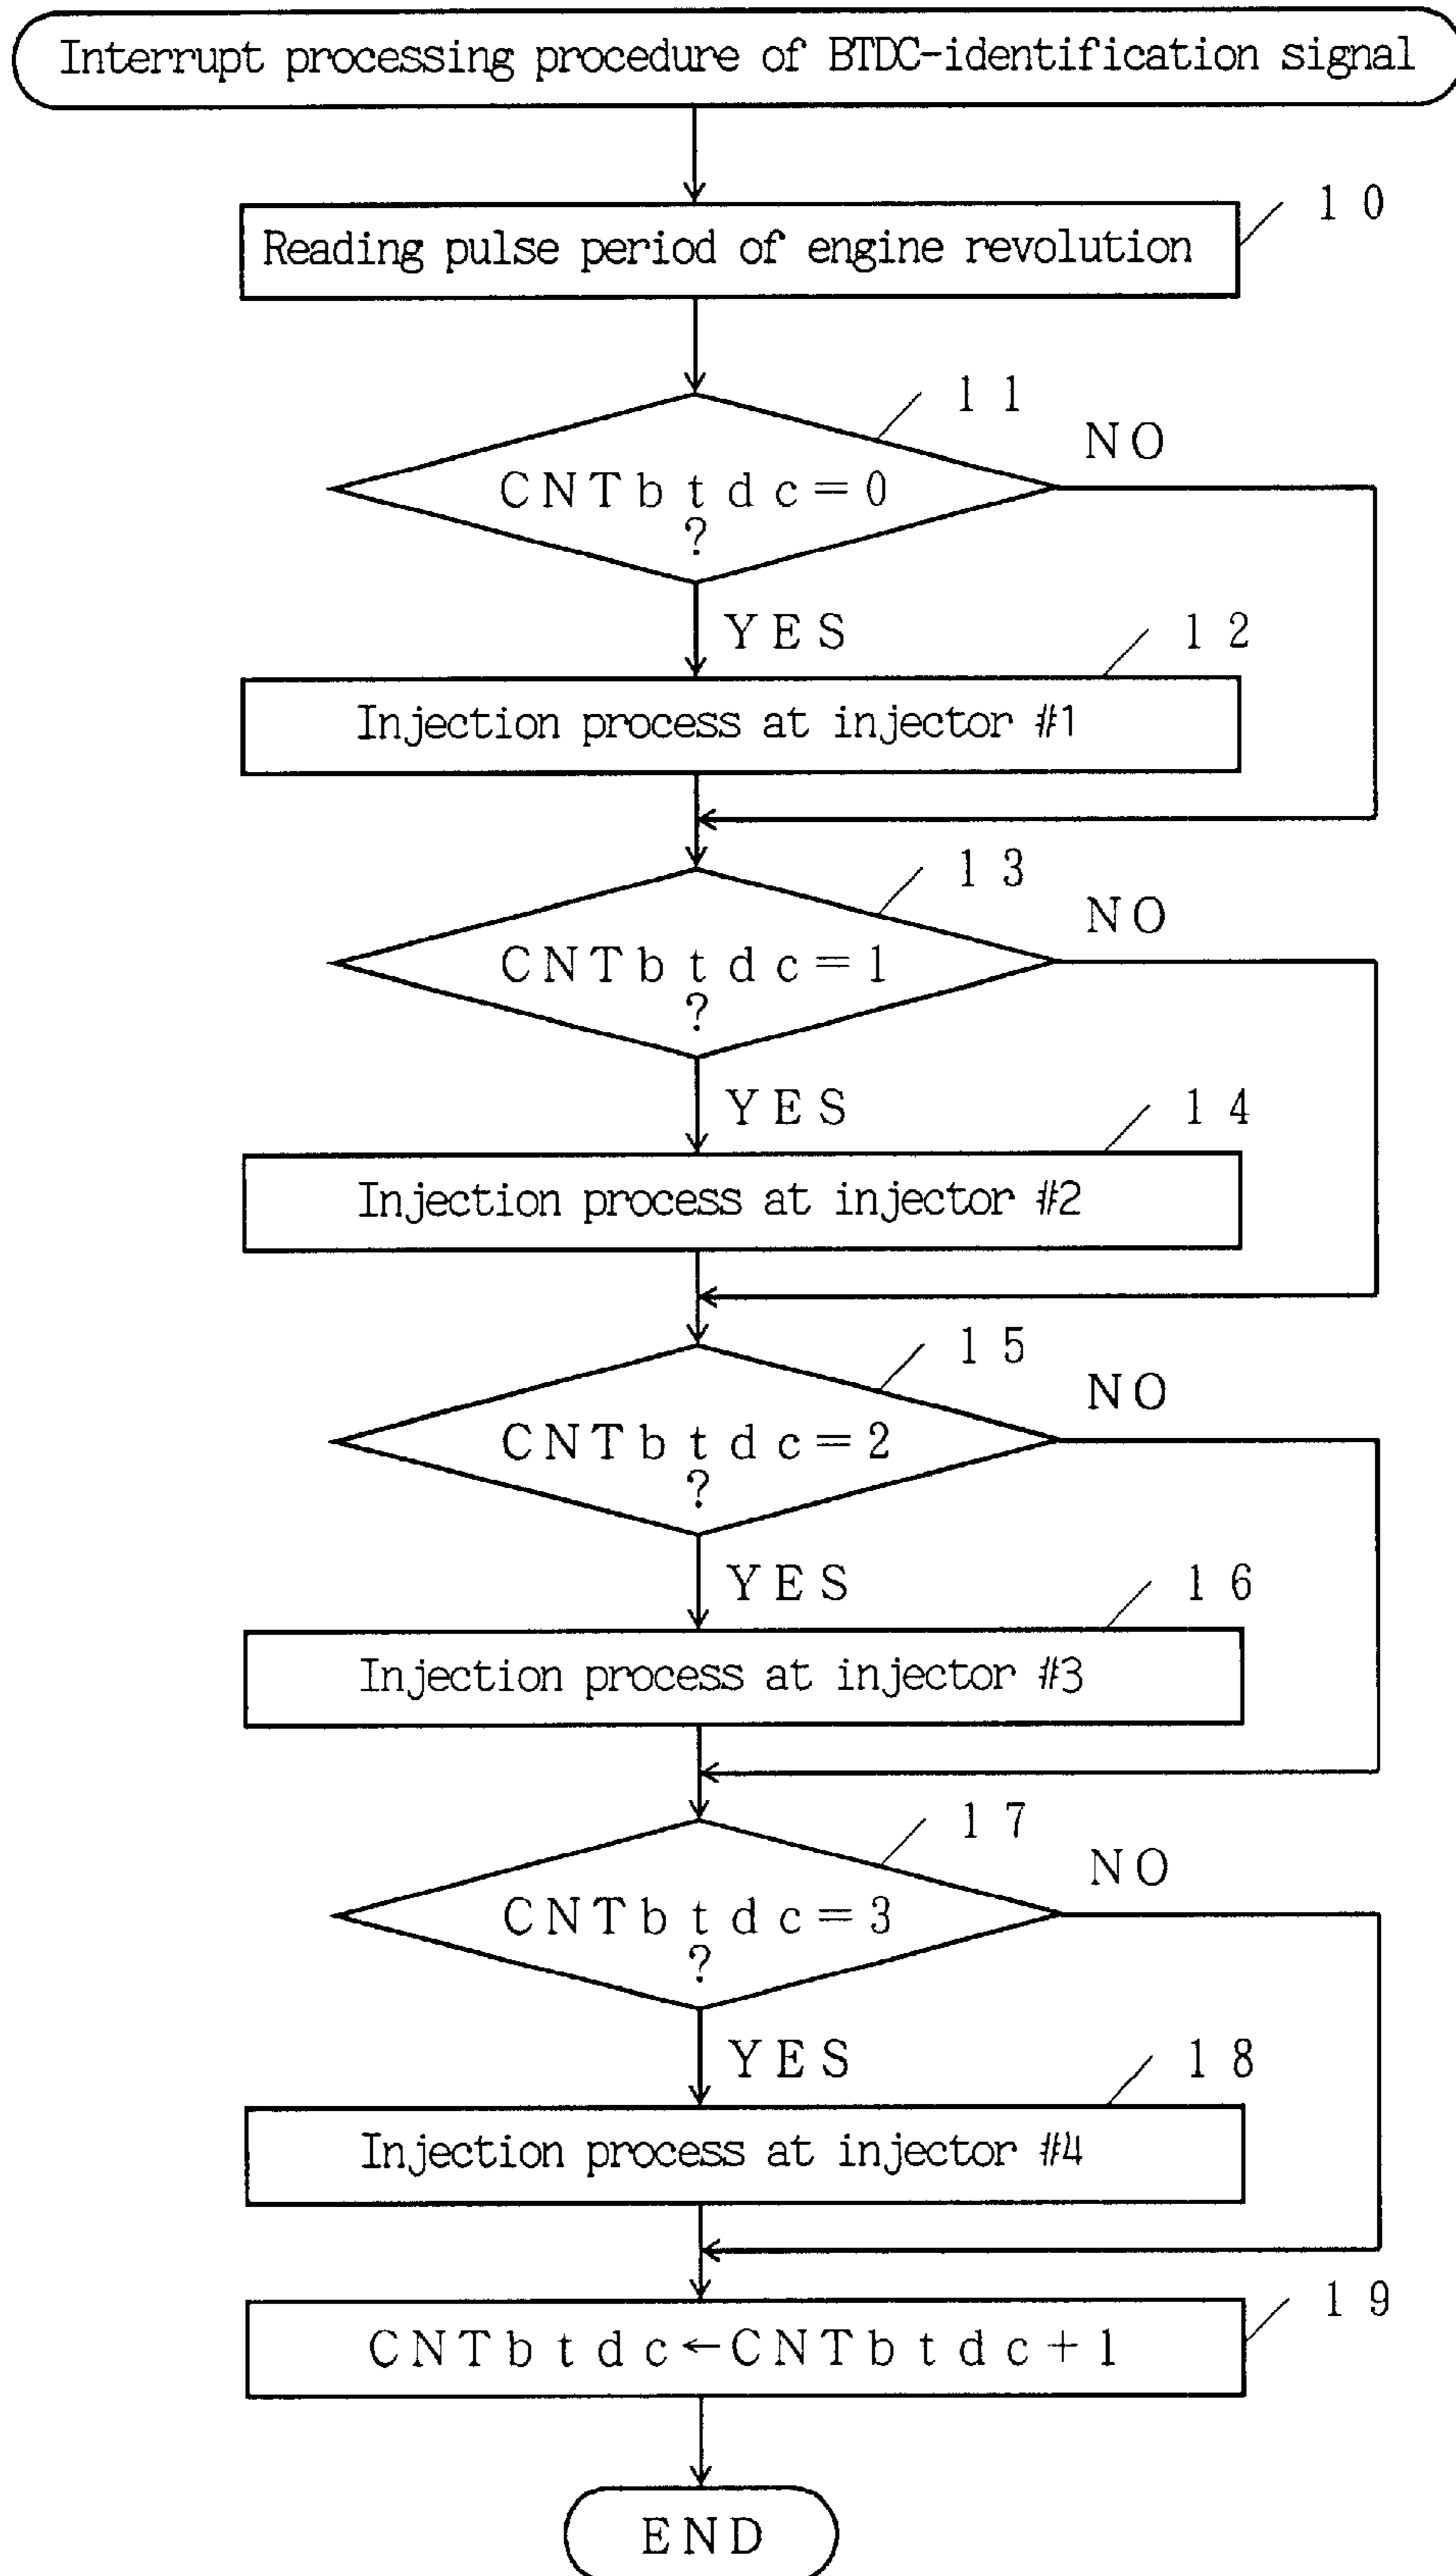 Interrupt processing procedure of BTDC-identification signal
10
Reading pulse period of engine revolution
11
NO
CNTbtdc=0
?
YES
12
Injection process at injector #1
13
NO
CNTbtdc=1
?
YES
14
Injection process at injector #2
15
NO
CNTbtdc=2
?
YES
16
Injection process at injector #3
17
NO
CNTbtdc=3
?
YES
18
Injection process at injector #4
19
CNTbtdc←CNTbtdc+1
END